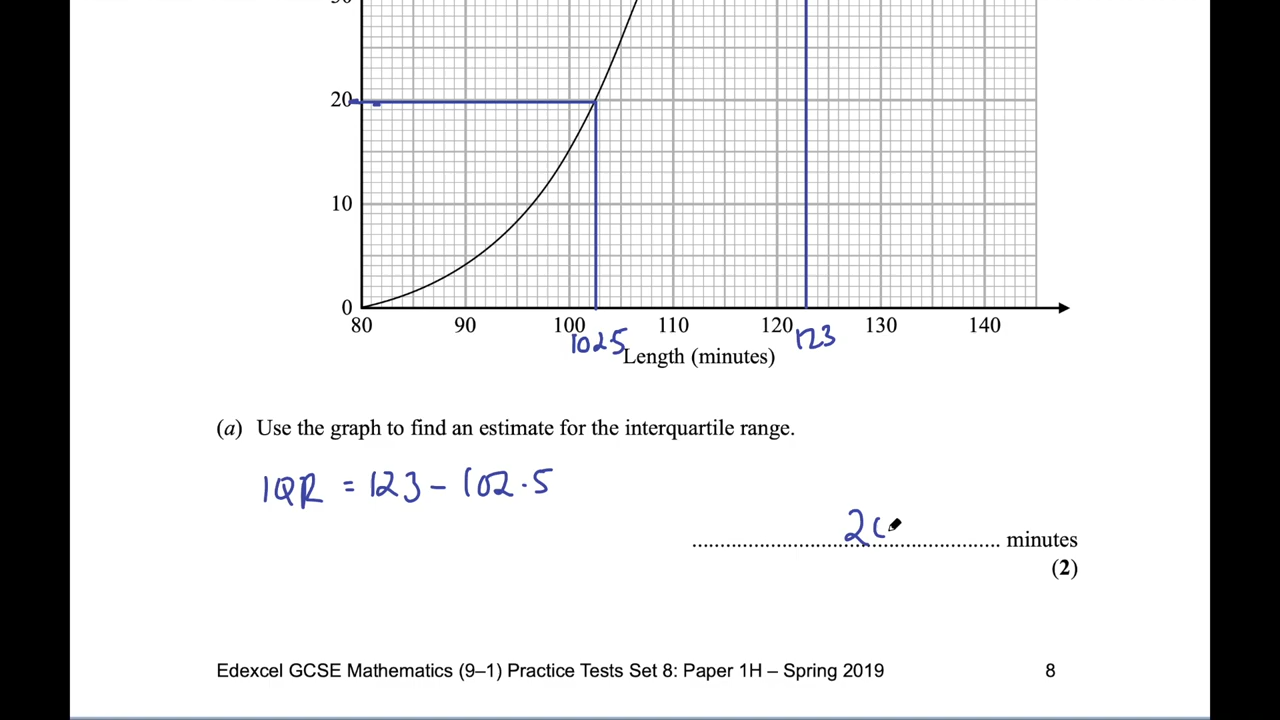 20
10
0
80 90 100 110 120 130 140
1025 123
Length (minutes)
(a) Use the graph to find an estimate for the interquartile range.
IQR = 123 - 102.5
minutes
(2)
Edexcel GCSE Mathematics (9–1) Practice Tests Set 8: Paper 1H – Spring 2019 8